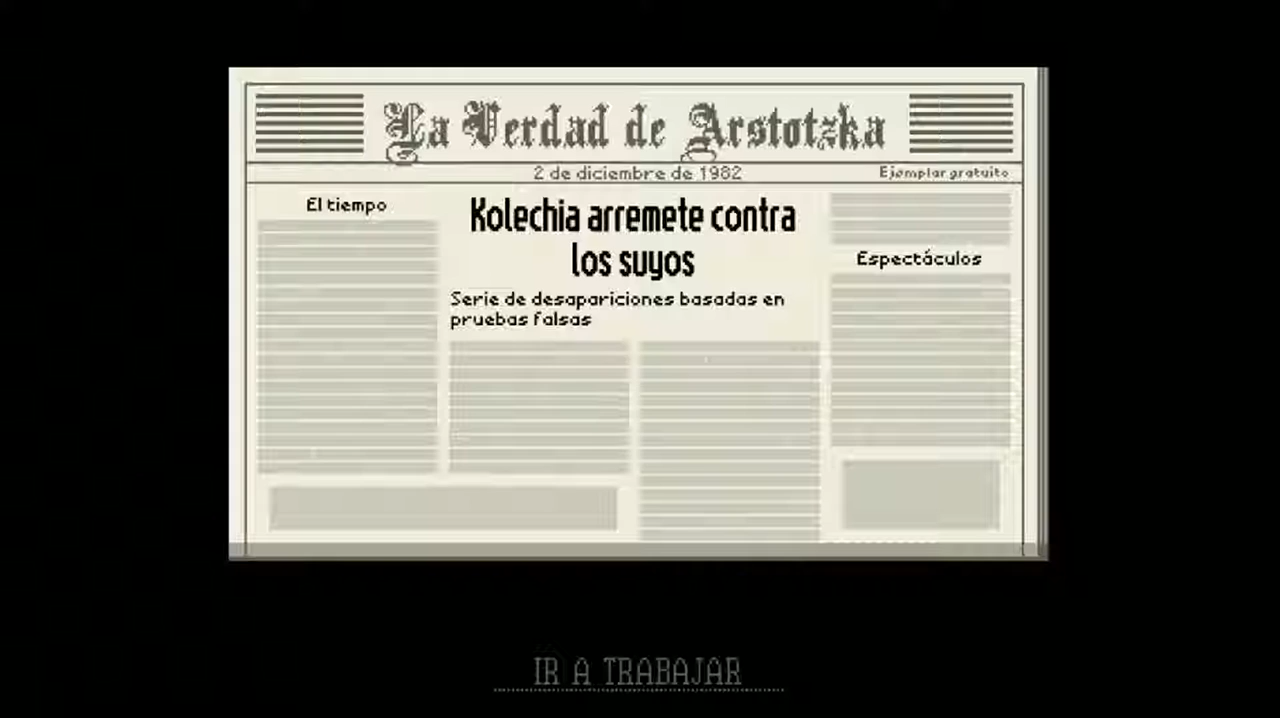 La Verdad de Arstotzka
2 de diciembre de 1982
Ejemplar gratuito
El tiempo
Kolechia arremete contra
los suyos
Serie de desapariciones basadas en
pruebas falsas
Espectáculos
IR A TRABAJAR